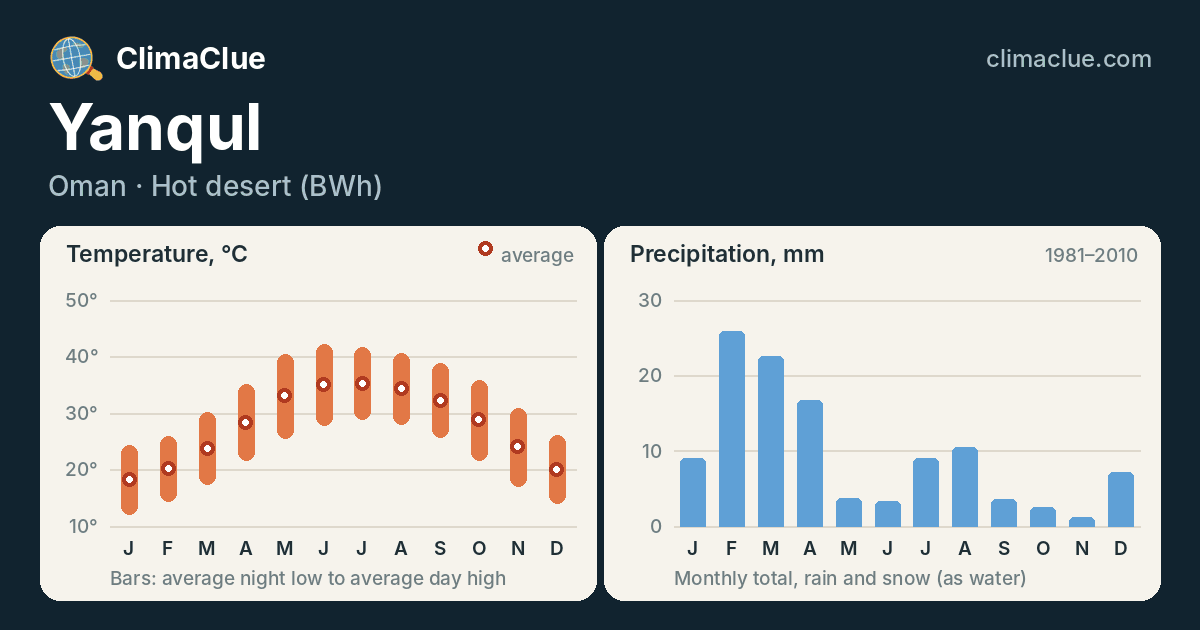 ClimaClue
climaclue.com
Yanqul
Oman · Hot desert (BWh)
Temperature, °C
average
50°
40°
30°
20°
10°
J F M A M J J A S O N D
Bars: average night low to average day high
Precipitation, mm
1981–2010
30
20
10
0
J F M A M J J A S O N D
Monthly total, rain and snow (as water)